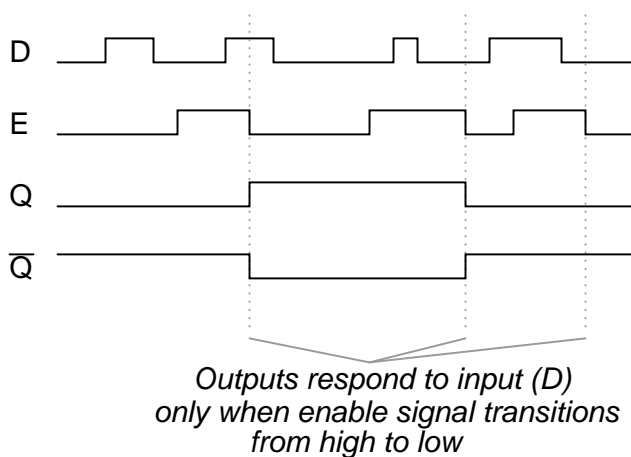 D
E
Q
Q̅
Outputs respond to input (D)
only when enable signal transitions
from high to low